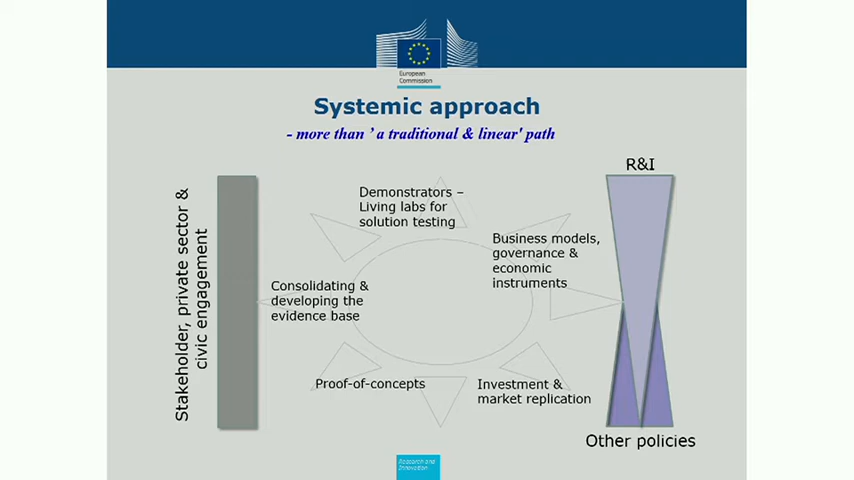 European
Commission
Systemic approach
- more than ' a traditional & linear' path
R&I
Stakeholder, private sector &
civic engagement
Demonstrators –
Living labs for
solution testing
Business models,
governance &
economic
instruments
Consolidating &
developing the
evidence base
Proof-of-concepts
Investment &
market replication
Other policies
Research and
Innovation